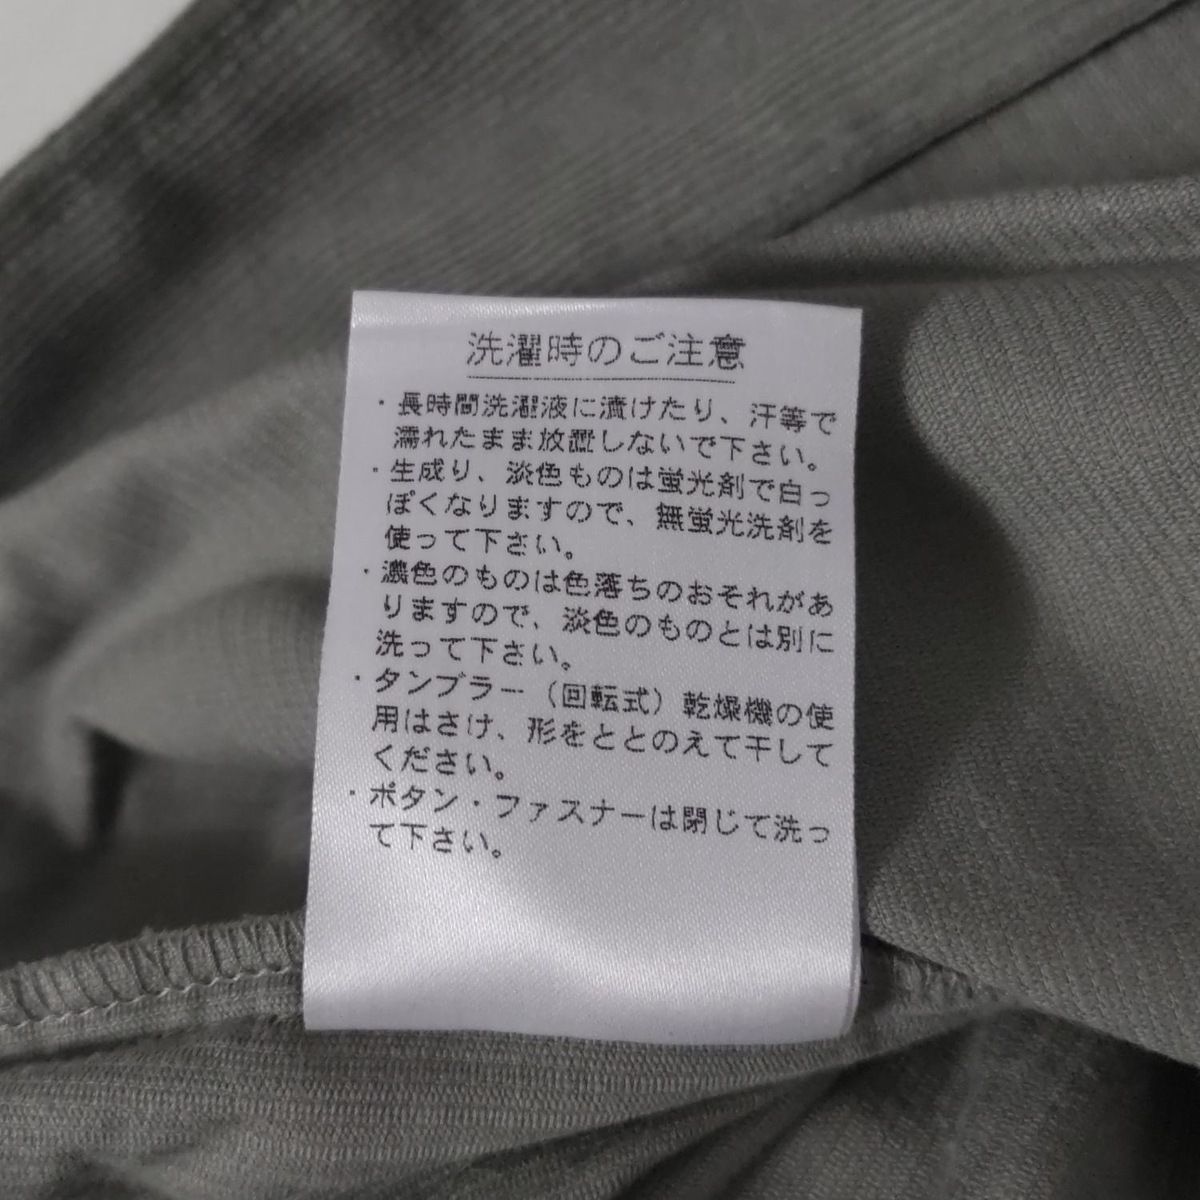 洗濯時のご注意
・長時間洗濯液に漬けたり、汗等で
濡れたまま放置しないで下さい。
・生成り、淡色ものは蛍光剤で白っ
ぽくなりますので、無蛍光洗剤を
使って下さい。
・濃色のものは色落ちのおそれがあ
りますので、淡色のものとは別に
洗って下さい。
・タンブラー（回転式）乾燥機の使
用はさけ、形をととのえて干して
ください。
・ボタン・ファスナーは閉じて洗っ
て下さい。